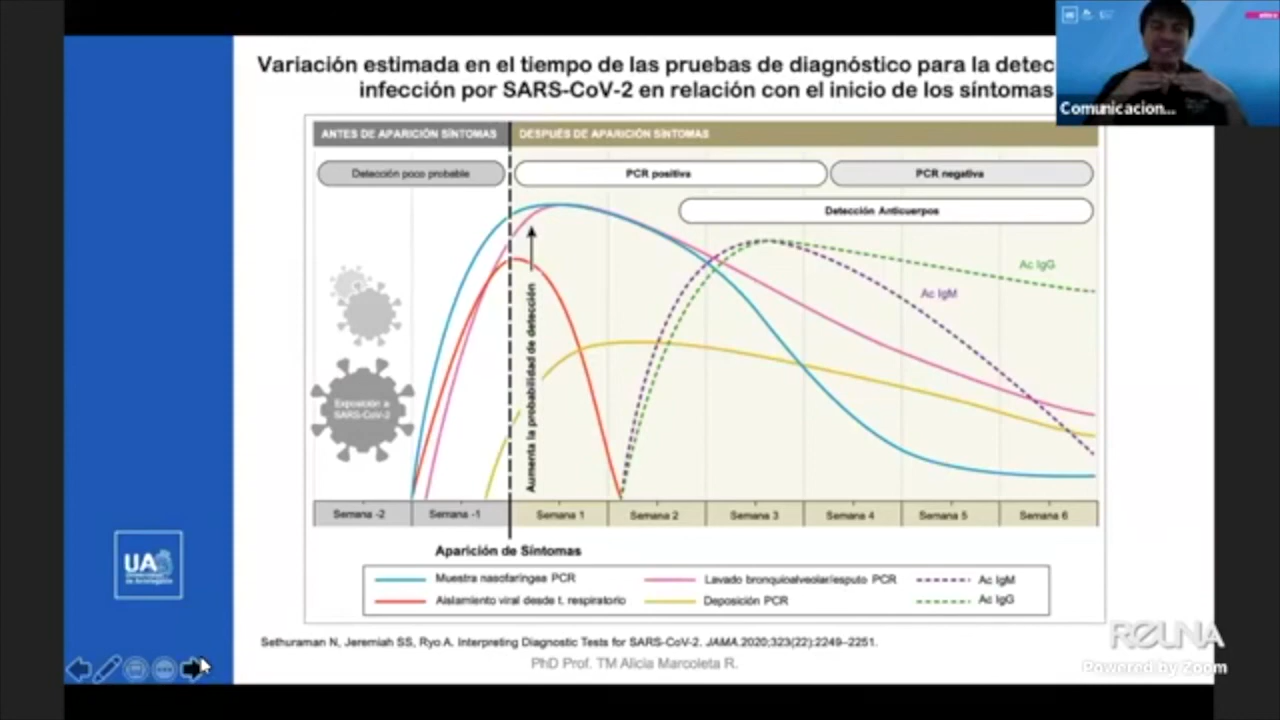 Variación estimada en el tiempo de las pruebas de diagnóstico para la detec
infección por SARS-CoV-2 en relación con el inicio de los síntomas
Comunicacion...
ANTES DE APARICIÓN SÍNTOMAS
DESPUÉS DE APARICIÓN SÍNTOMAS
Detección poco probable
PCR positiva
PCR negativa
Detección Anticuerpos
Ac IgG
Ac IgM
Exposición a
SARS-CoV-2
Aumenta la probabilidad de detección
Semana -2
Semana -1
Semana 1
Semana 2
Semana 3
Semana 4
Semana 5
Semana 6
Aparición de Síntomas
Muestra nasofaríngea PCR
Lavado bronquioalveolar/esputo PCR
Ac IgM
Aislamiento viral desde t. respiratorio
Deposición PCR
Ac IgG
UA
Sethuraman N, Jeremiah SS, Ryo A. Interpreting Diagnostic Tests for SARS-CoV-2. JAMA.2020;323(22):2249–2251.
PhD Prof. TM Alicia Marcoleta R.
REUNA
Powered by Zoom